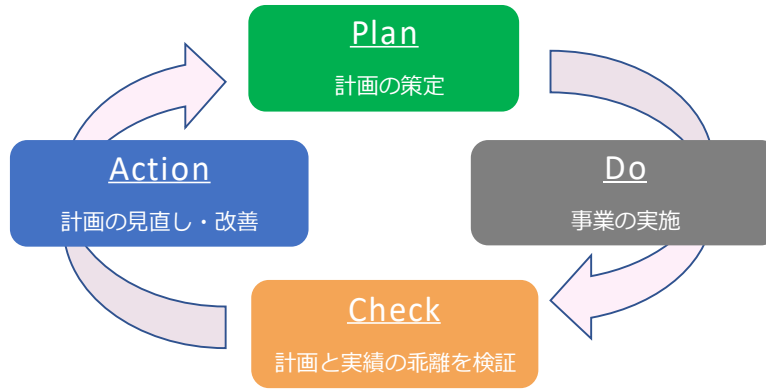 Plan
計画の策定
Do
事業の実施
Check
計画と実績の乖離を検証
Action
計画の見直し・改善